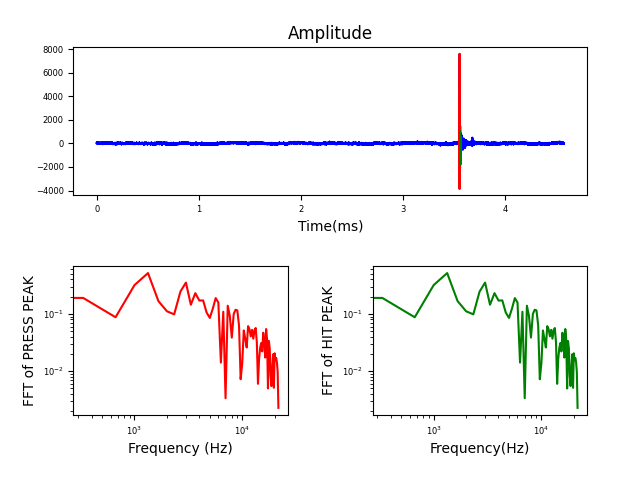 Amplitude
8000
6000
4000
2000
0
−2000
−4000
0 1 2 3 4
Time(ms)
FFT of PRESS PEAK
10⁻¹
10⁻²
10³ 10⁴
Frequency (Hz)
FFT of HIT PEAK
10⁻¹
10⁻²
10³ 10⁴
Frequency(Hz)